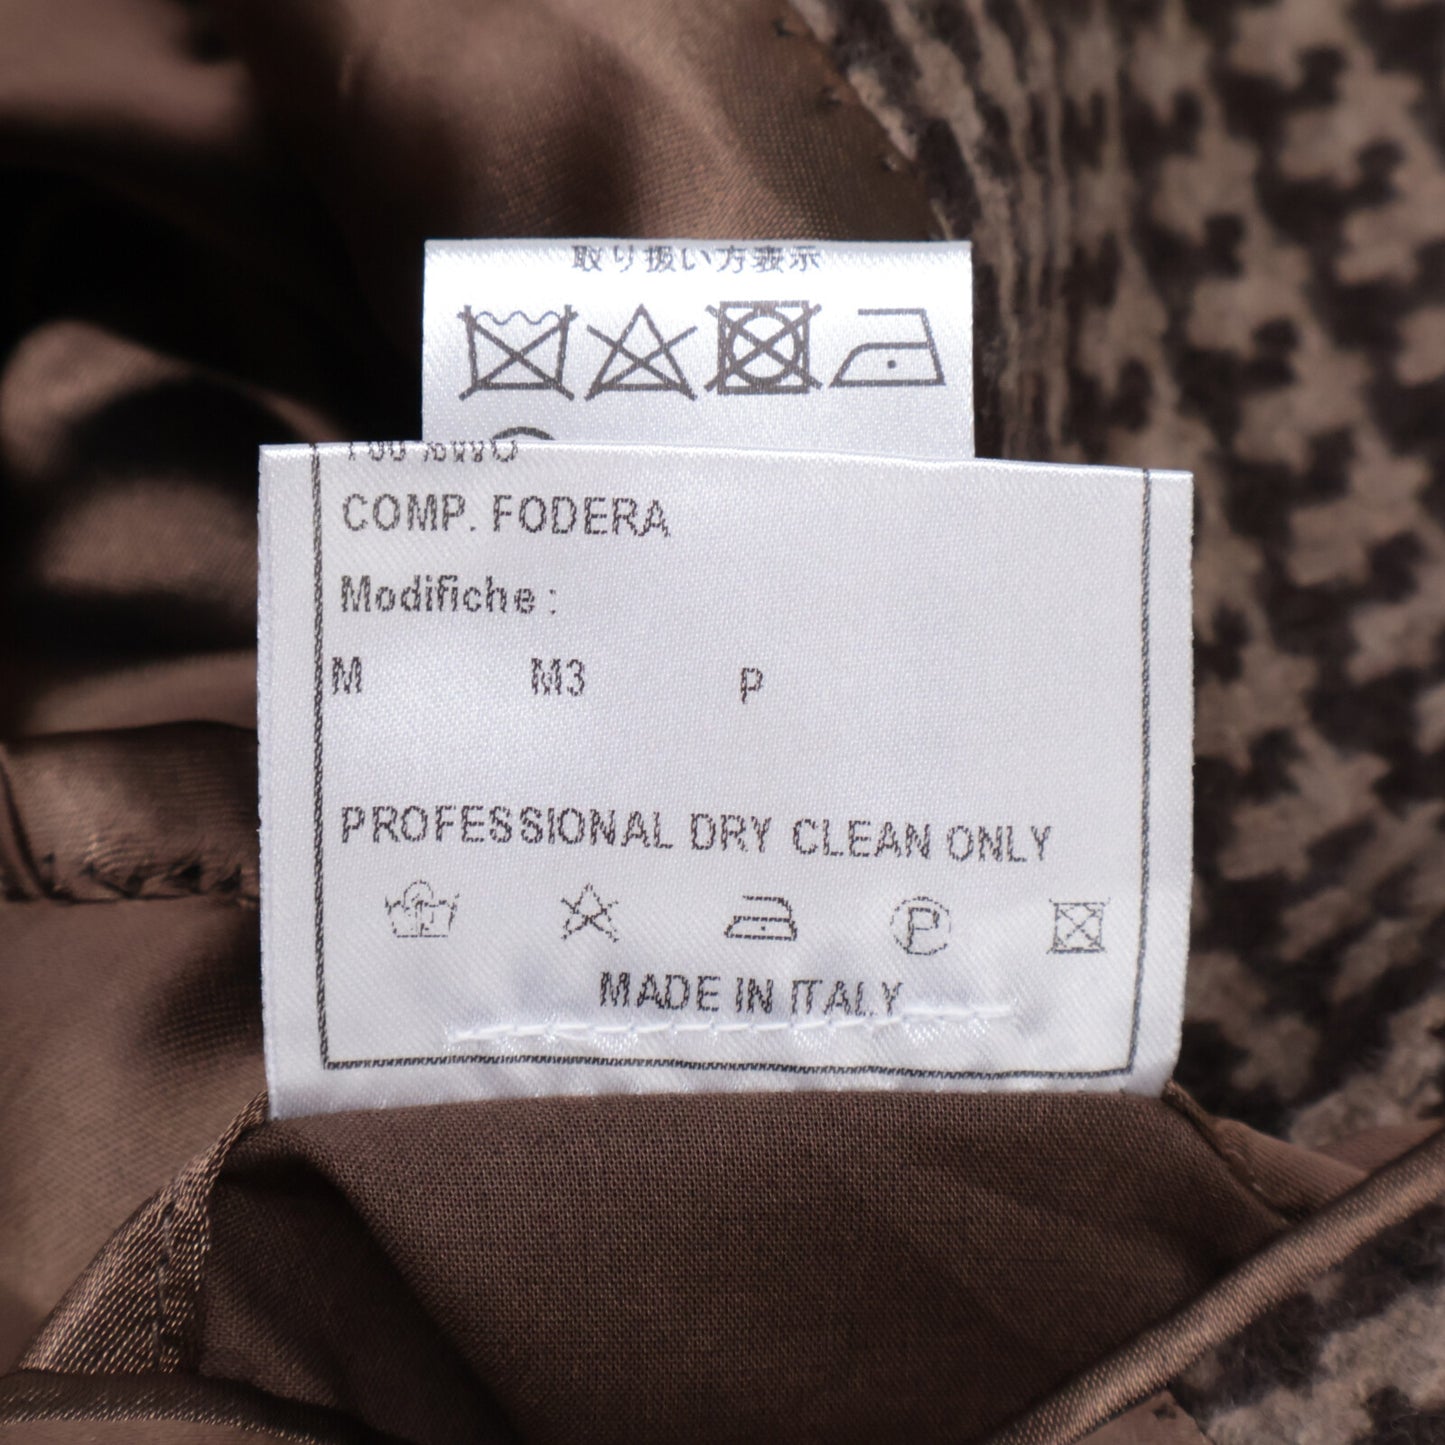 取り扱い方表示
COMP. FODERA
Modifiche :
M M3 P
PROFESSIONAL DRY CLEAN ONLY
P
MADE IN ITALY